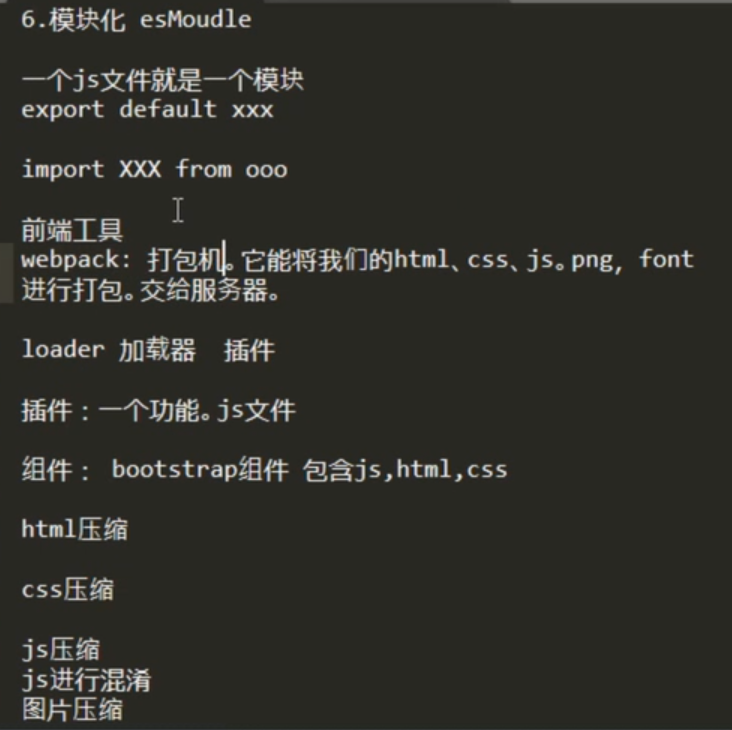 6.模块化 esMoudle
一个js文件就是一个模块
export default xxx
import XXX from ooo
前端工具
webpack: 打包机。它能将我们的html、css、js。png, font
进行打包。交给服务器。
loader 加载器  插件
插件：一个功能。js文件
组件： bootstrap组件 包含js,html,css
html压缩
css压缩
js压缩
js进行混淆
图片压缩